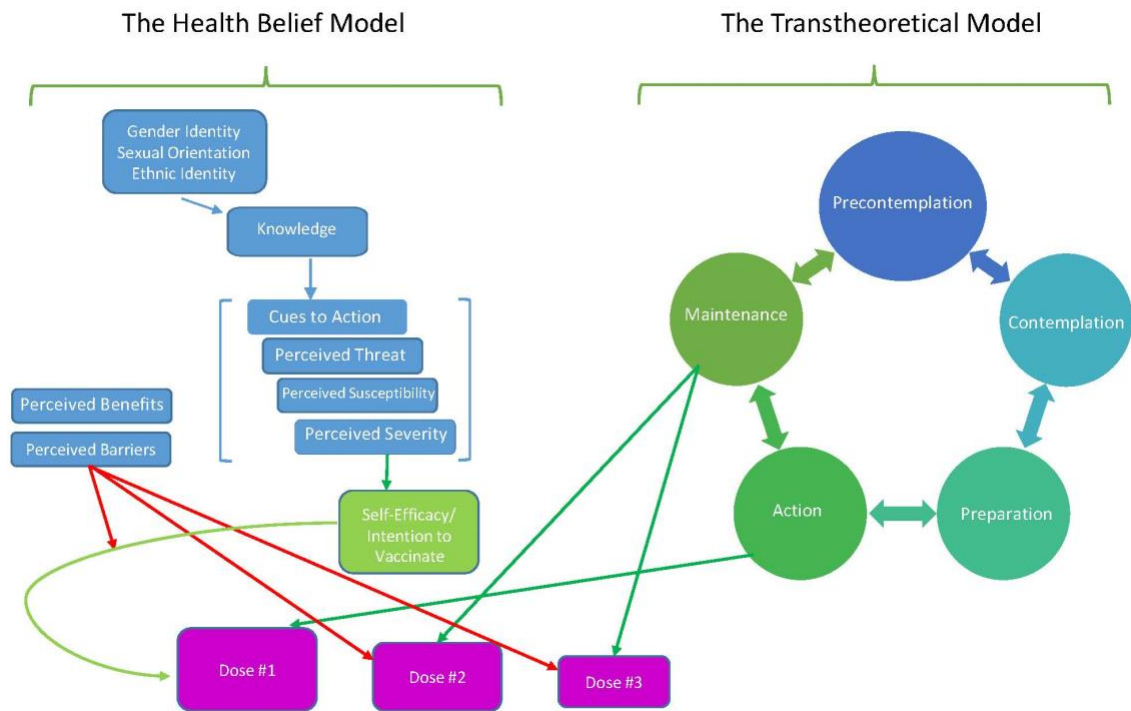 The Health Belief Model
The Transtheoretical Model
Gender Identity
Sexual Orientation
Ethnic Identity
Knowledge
Cues to Action
Perceived Threat
Perceived Susceptibility
Perceived Severity
Perceived Benefits
Perceived Barriers
Self-Efficacy/
Intention to
Vaccinate
Dose #1
Dose #2
Dose #3
Precontemplation
Contemplation
Preparation
Action
Maintenance